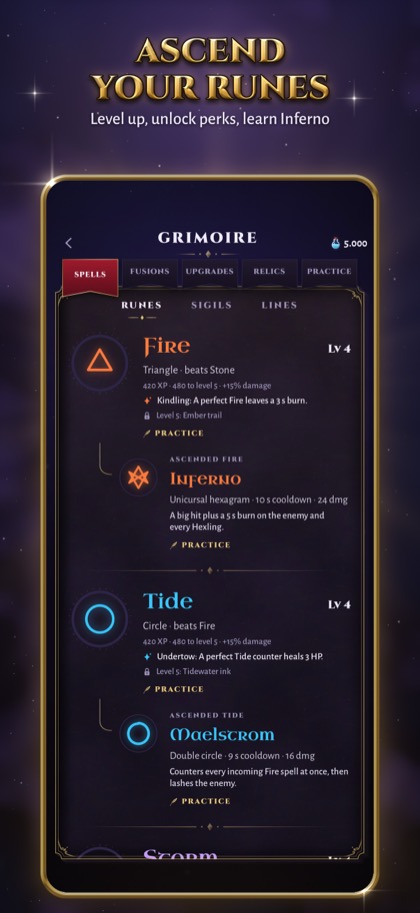 ASCEND
YOUR RUNES
Level up, unlock perks, learn Inferno
GRIMOIRE
5.000
SPELLS
FUSIONS
UPGRADES
RELICS
PRACTICE
RUNES
SIGILS
LINES
Fire
Lv 4
Triangle · beats Stone
420 XP · 480 to level 5 · +15% damage
Kindling: A perfect Fire leaves a 3 s burn.
Level 5: Ember trail
PRACTICE
ASCENDED FIRE
Inferno
Unicursal hexagram · 10 s cooldown · 24 dmg
A big hit plus a 5 s burn on the enemy and
every Hexling.
PRACTICE
Tide
Lv 4
Circle · beats Fire
420 XP · 480 to level 5 · +15% damage
Undertow: A perfect Tide counter heals 3 HP.
Level 5: Tidewater ink
PRACTICE
ASCENDED TIDE
Maelstrom
Double circle · 9 s cooldown · 16 dmg
Counters every incoming Fire spell at once, then
lashes the enemy.
PRACTICE
Storm